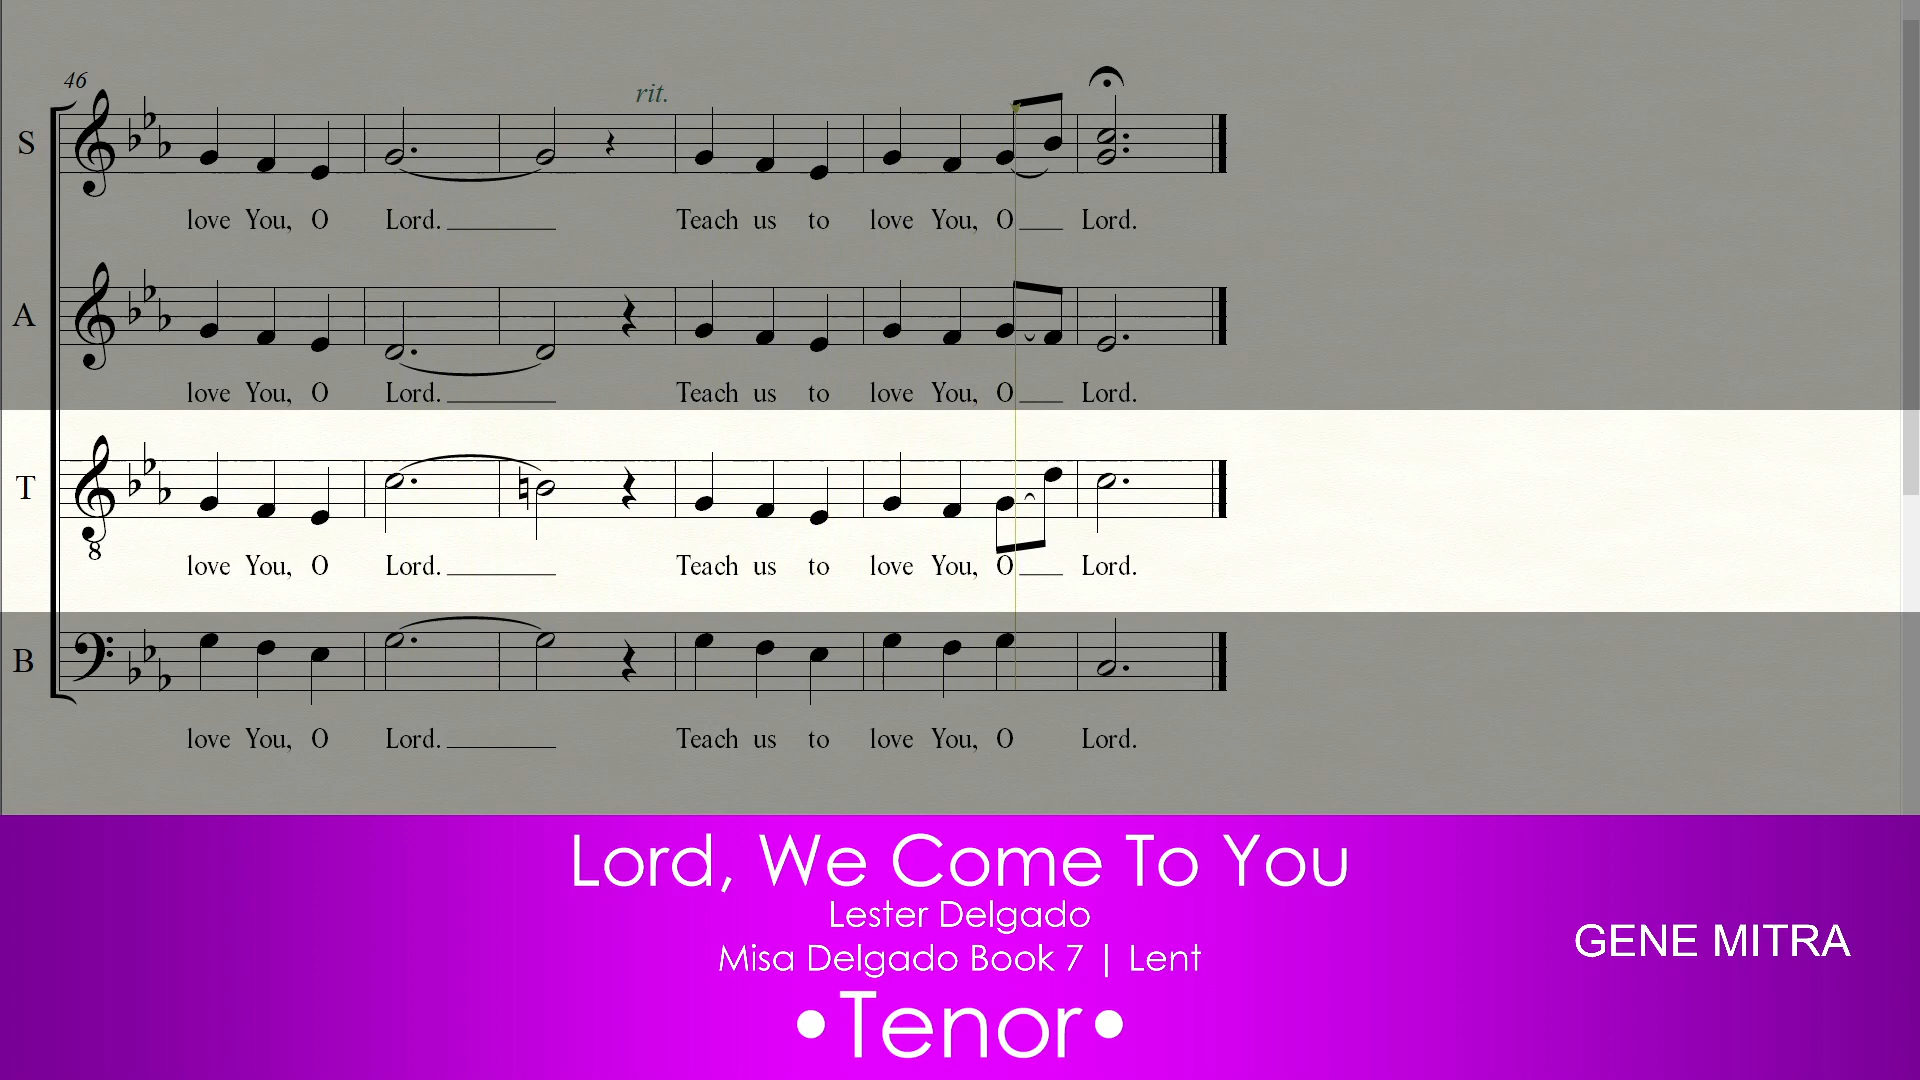 46
rit.
S
love You, O Lord. Teach us to love You, O Lord.
A
love You, O Lord. Teach us to love You, O Lord.
T
8
love You, O Lord. Teach us to love You, O Lord.
B
love You, O Lord. Teach us to love You, O Lord.
Lord, We Come To You
Lester Delgado
Misa Delgado Book 7 | Lent
GENE MITRA
•Tenor•